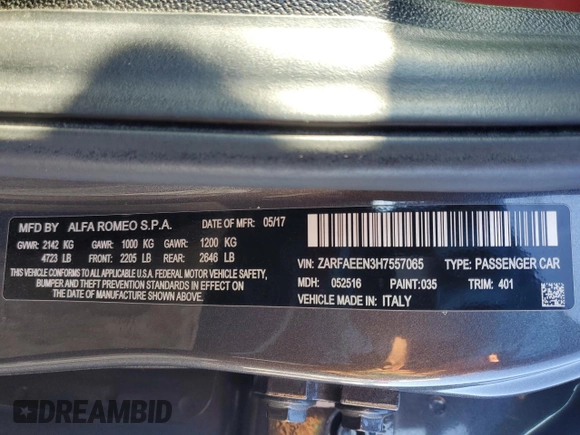 MFD BY ALFA ROMEO S.P.A. DATE OF MFR: 05/17
GVWR: 2142 KG GAWR: 1000 KG GAWR: 1200 KG
4723 LB FRONT: 2205 LB REAR: 2646 LB
THIS VEHICLE CONFORMS TO ALL APPLICABLE U.S.A. FEDERAL MOTOR VEHICLE SAFETY,
BUMPER AND THEFT PREVENTION STANDARDS IN EFFECT ON
THE DATE OF MANUFACTURE SHOWN ABOVE.
VIN: ZARFAEEN3H7557065 TYPE: PASSENGER CAR
MDH: 052516 PAINT:035 TRIM: 401
VEHICLE MADE IN: ITALY
DREAMBID